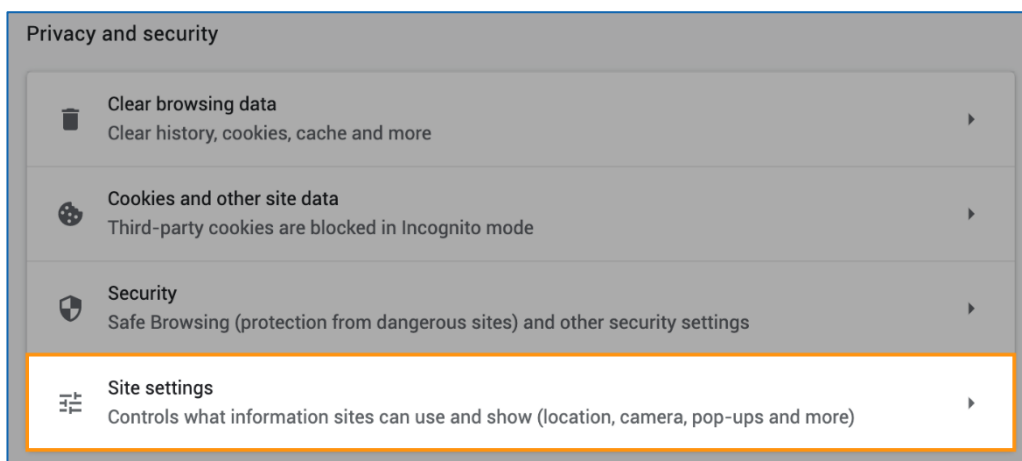 Privacy and security
Clear browsing data
Clear history, cookies, cache and more
Cookies and other site data
Third-party cookies are blocked in Incognito mode
Security
Safe Browsing (protection from dangerous sites) and other security settings
Site settings
Controls what information sites can use and show (location, camera, pop-ups and more)